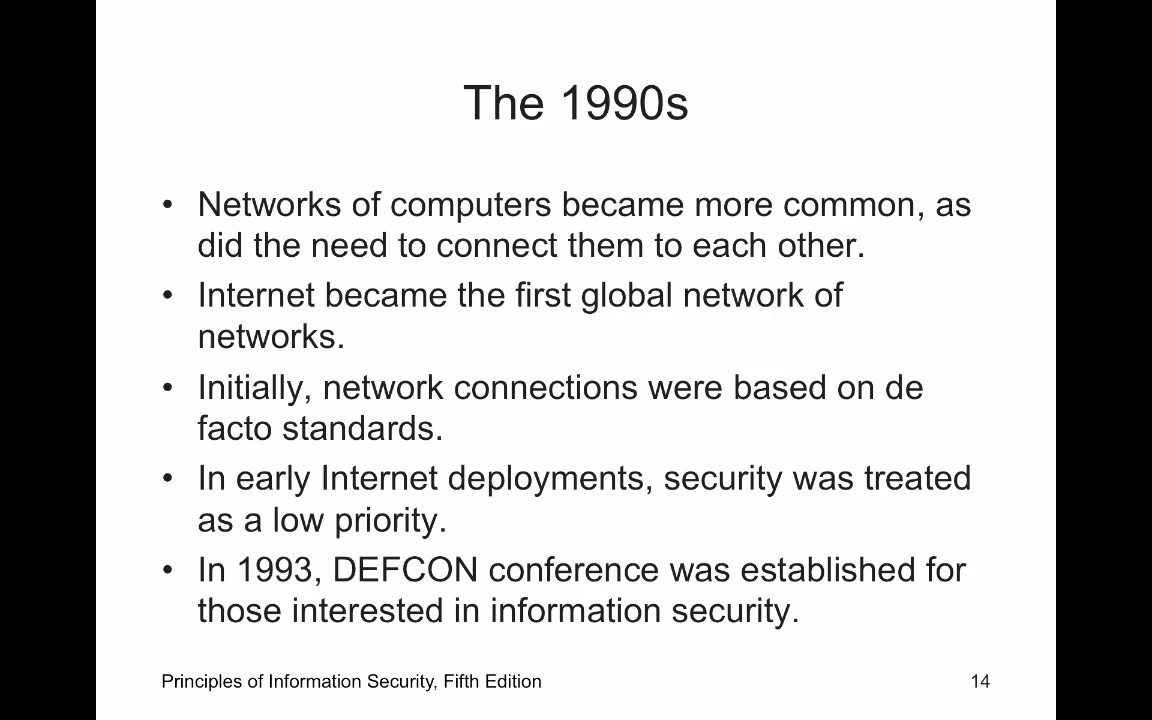 The 1990s
• Networks of computers became more common, as
did the need to connect them to each other.
• Internet became the first global network of
networks.
• Initially, network connections were based on de
facto standards.
• In early Internet deployments, security was treated
as a low priority.
• In 1993, DEFCON conference was established for
those interested in information security.
Principles of Information Security, Fifth Edition 14